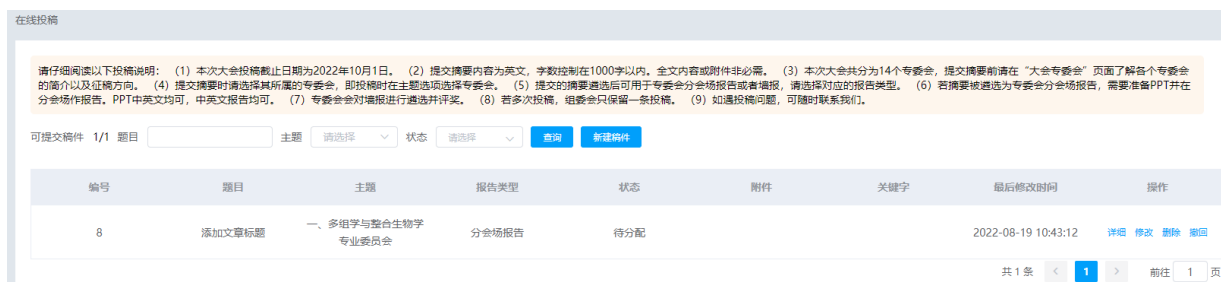 在线投稿
请仔细阅读以下投稿说明： （1）本次大会投稿截止日期为2022年10月1日。 （2）提交摘要内容为英文，字数控制在1000字以内。全文内容或附件非必需。 （3）本次大会共分为14个专委会，提交摘要前请在“大会专委会”页面了解各个专委会
的简介以及征稿方向。 （4）提交摘要时请选择其所属的专委会，即投稿时在主题选项选择专委会。 （5）提交的摘要遴选后可用于专委会分会场报告或者墙报，请选择对应的报告类型。 （6）若摘要被遴选为专委会分会场报告，需要准备PPT并在
分会场作报告。PPT中英文均可，中英文报告均可。 （7）专委会会对墙报进行遴选并评奖。 （8）若多次投稿，组委会只保留一条投稿。 （9）如遇投稿问题，可随时联系我们。
可提交稿件 1/1 题目 主题 请选择 状态 请选择 查询 新建稿件
编号 题目 主题 报告类型 状态 附件 关键字 最后修改时间 操作
8 添加文章标题 一、多组学与整合生物学 分会场报告 待分配 2022-08-19 10:43:12 详细 修改 删除 撤回
专业委员会
共1条 < 1 > 前往 1 页